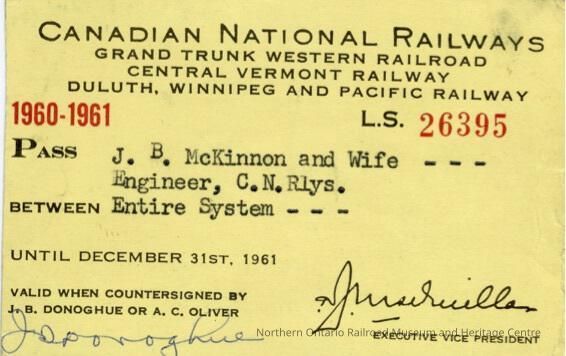 CANADIAN NATIONAL RAILWAYS
GRAND TRUNK WESTERN RAILROAD
CENTRAL VERMONT RAILWAY
DULUTH, WINNIPEG AND PACIFIC RAILWAY
1960-1961 L.S. 26395
PASS J. B. McKinnon and Wife - - -
Engineer, C.N.Rlys.
BETWEEN Entire System - - -
UNTIL DECEMBER 31ST, 1961
VALID WHEN COUNTERSIGNED BY
J. B. DONOGHUE OR A. C. OLIVER
J B Donoghue
Northern Ontario Railroad Museum and Heritage Centre
EXECUTIVE VICE PRESIDENT